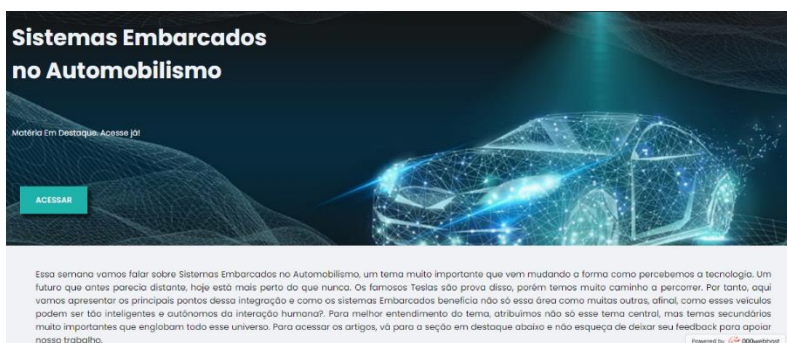 Sistemas Embarcados
no Automobilismo
Matéria Em Destaque. Acesse já!
ACESSAR
Essa semana vamos falar sobre Sistemas Embarcados no Automobilismo, um tema muito importante que vem mudando a forma como percebemos a tecnologia. Um
futuro que antes parecia distante, hoje está mais perto do que nunca. Os famosos Teslas são prova disso, porém temos muito caminho a percorrer. Por tanto, aqui
vamos apresentar os principais pontos dessa integração e como os sistemas Embarcados beneficia não só essa área como muitas outras, afinal, como esses veículos
podem ser tão inteligentes e autônomos da interação humana?. Para melhor entendimento do tema, atribuimos não só esse tema central, mas temas secundários
muito importantes que englobam todo esse universo. Para acessar os artigos, vá para a seção em destaque abaixo e não esqueça de deixar seu feedback para apoiar
nosso trabalho.
Powered by 000webhost